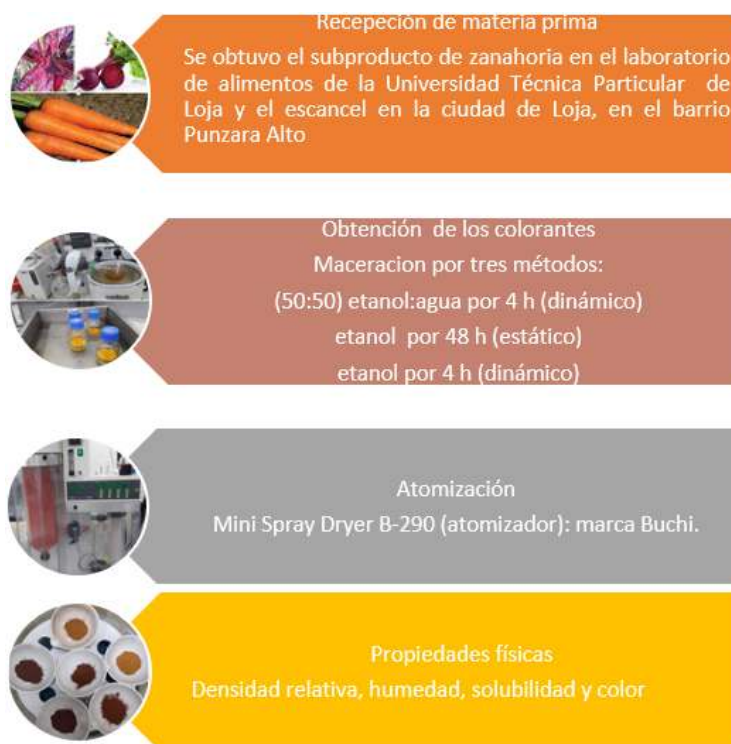 Recepeción de materia prima
Se obtuvo el subproducto de zanahoria en el laboratorio
de alimentos de la Universidad Técnica Particular de
Loja y el escancel en la ciudad de Loja, en el barrio
Punzara Alto
Obtención de los colorantes
Maceracion por tres métodos:
(50:50) etanol:agua por 4 h (dinámico)
etanol por 48 h (estático)
etanol por 4 h (dinámico)
Atomización
Mini Spray Dryer B-290 (atomizador): marca Buchi.
Propiedades físicas
Densidad relativa, humedad, solubilidad y color